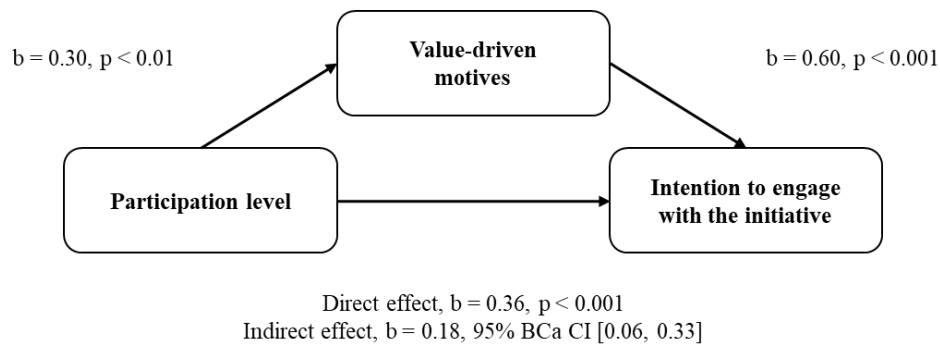 Value-driven
motives
b = 0.30, p < 0.01
b = 0.60, p < 0.001
Participation level
Intention to engage
with the initiative
Direct effect, b = 0.36, p < 0.001
Indirect effect, b = 0.18, 95% BCa CI [0.06, 0.33]